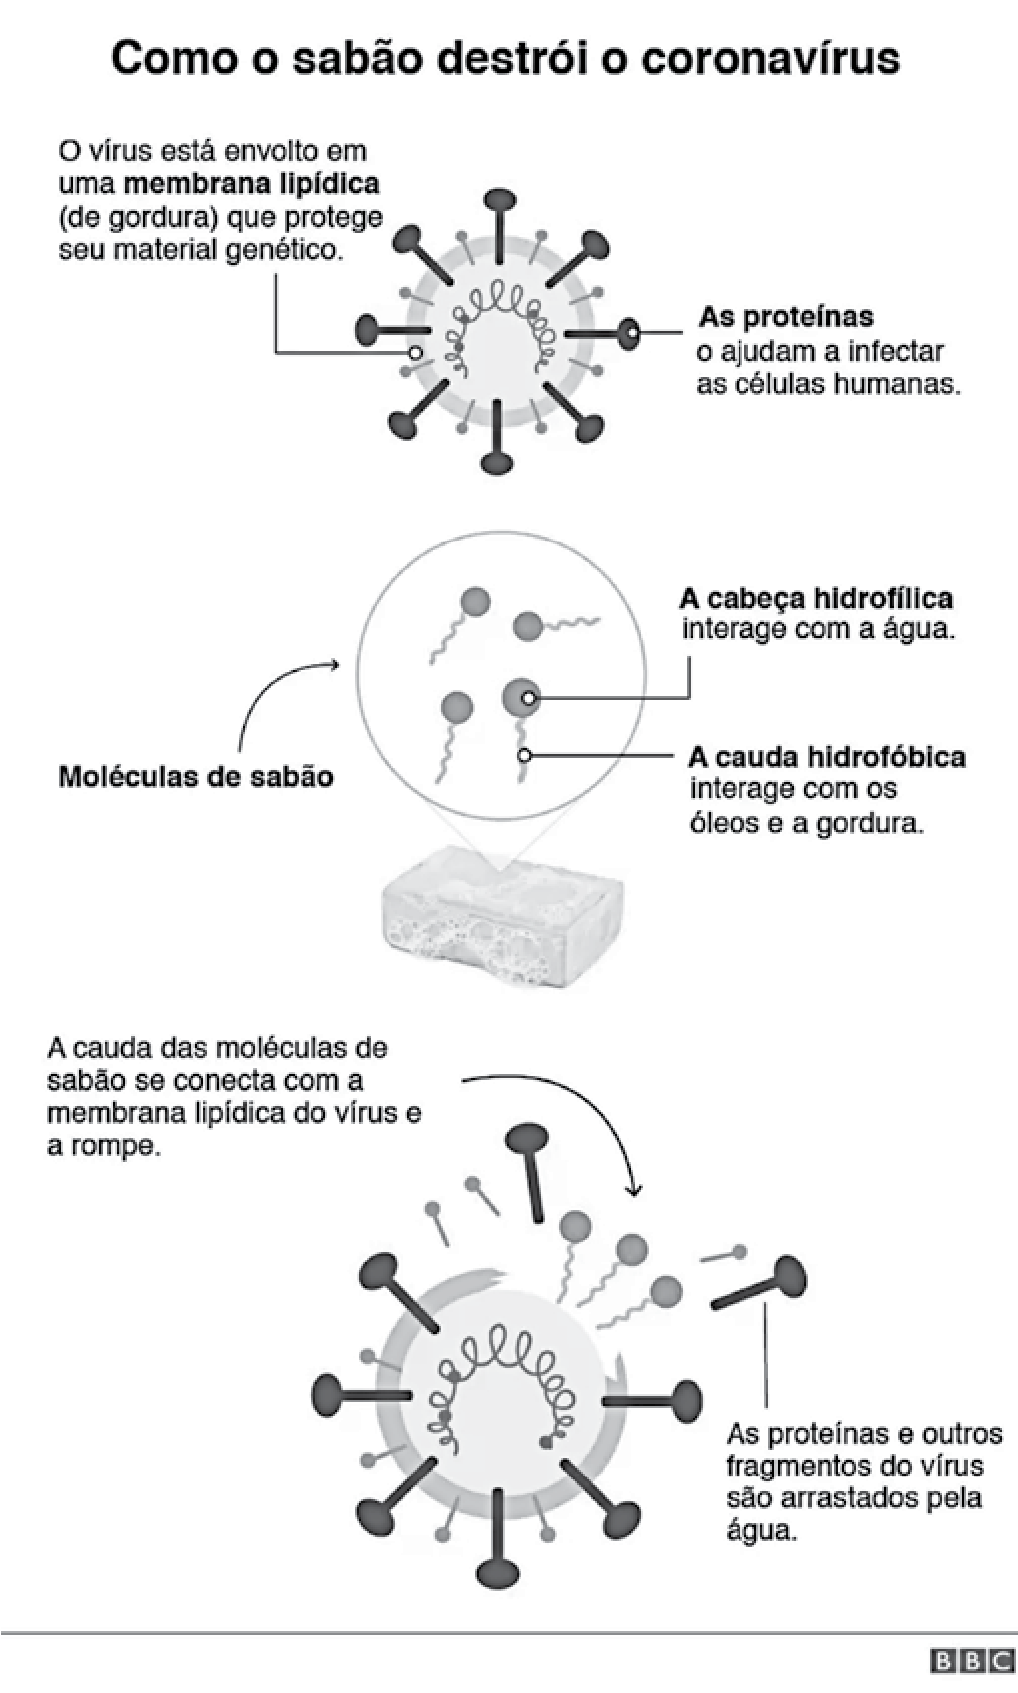 Como o sabão destrói o coronavírus
O vírus está envolto em
uma membrana lipídica
(de gordura) que protege
seu material genético.
As proteínas
o ajudam a infectar
as células humanas.
A cabeça hidrofílica
interage com a água.
Moléculas de sabão
A cauda hidrofóbica
interage com os
óleos e a gordura.
A cauda das moléculas de
sabão se conecta com a
membrana lipídica do vírus e
a rompe.
As proteínas e outros
fragmentos do vírus
são arrastados pela
água.
BBC